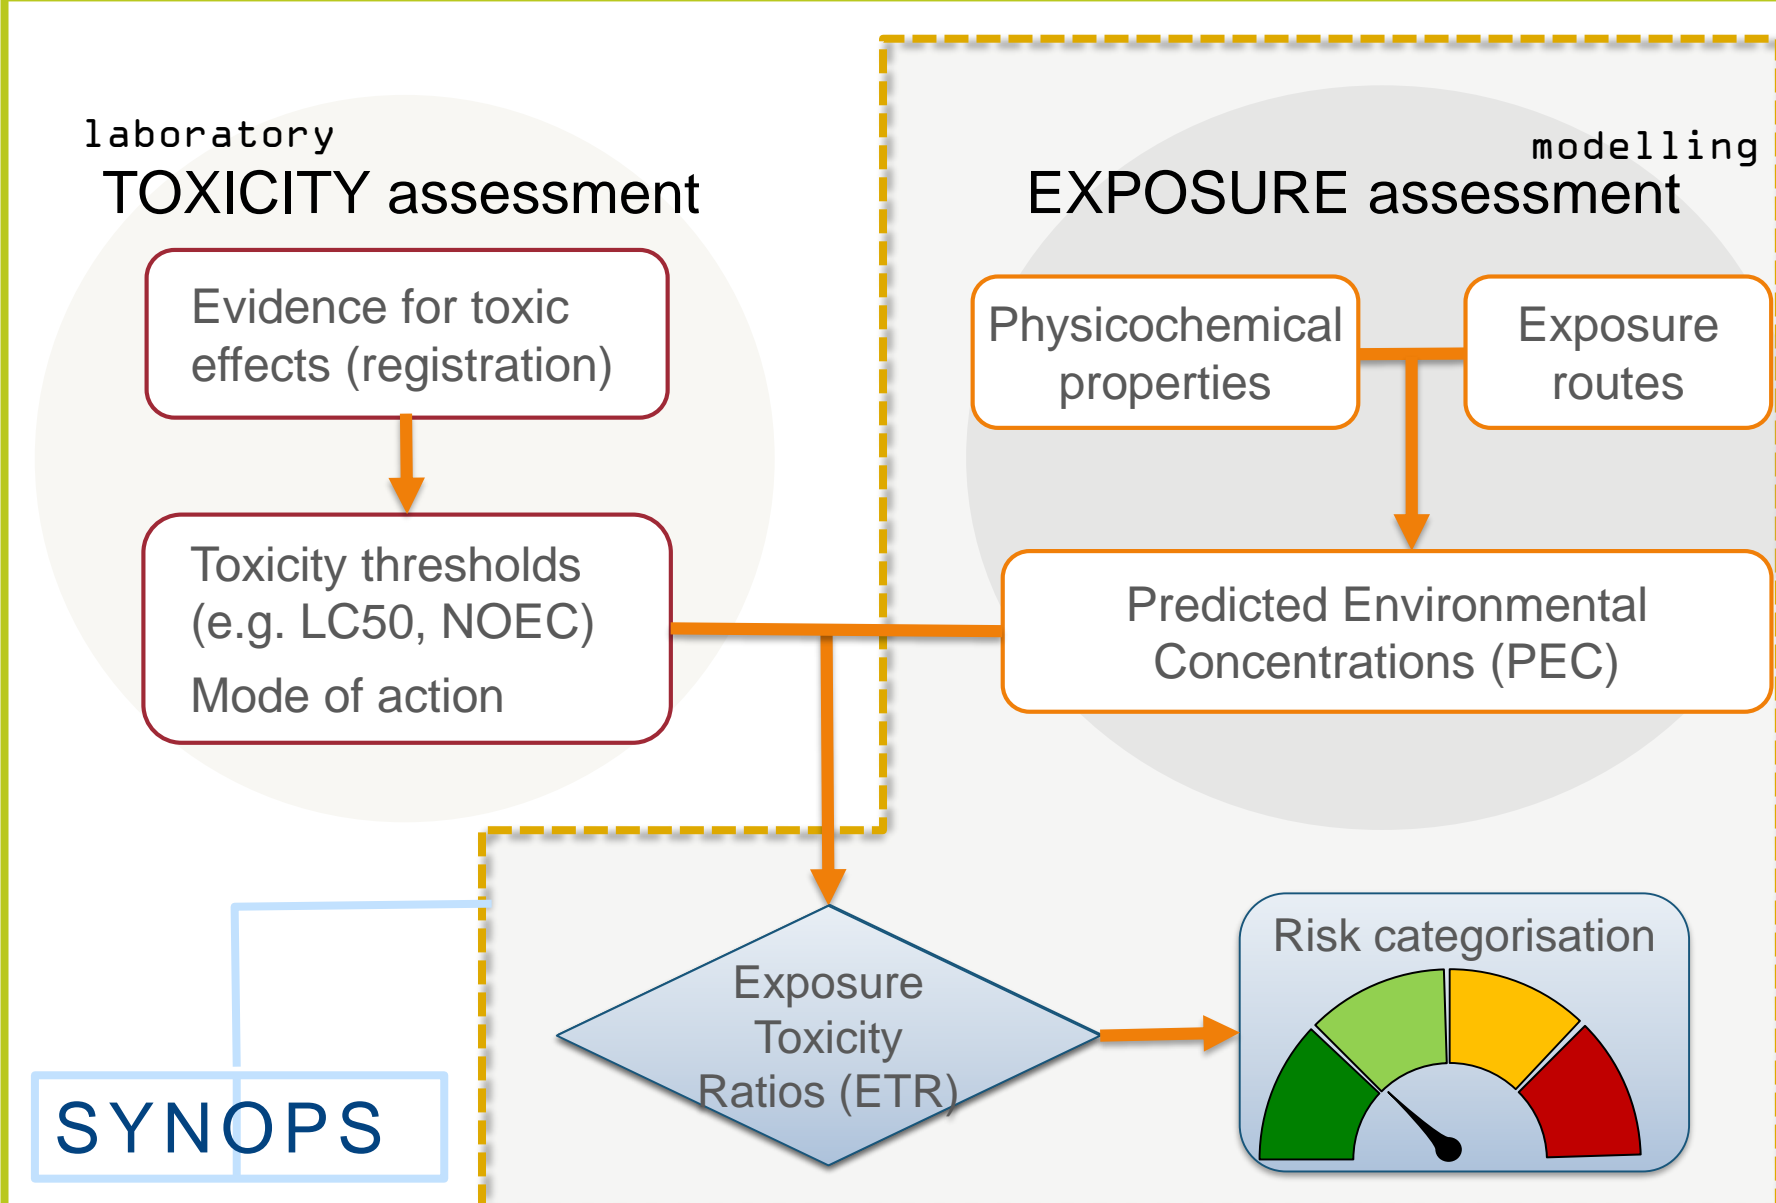 laboratory
TOXICITY assessment
Evidence for toxic
effects (registration)
Toxicity thresholds
(e.g. LC50, NOEC)
Mode of action
modelling
EXPOSURE assessment
Physicochemical
properties
Exposure
routes
Predicted Environmental
Concentrations (PEC)
Exposure
Toxicity
Ratios (ETR)
Risk categorisation
SYNOPS